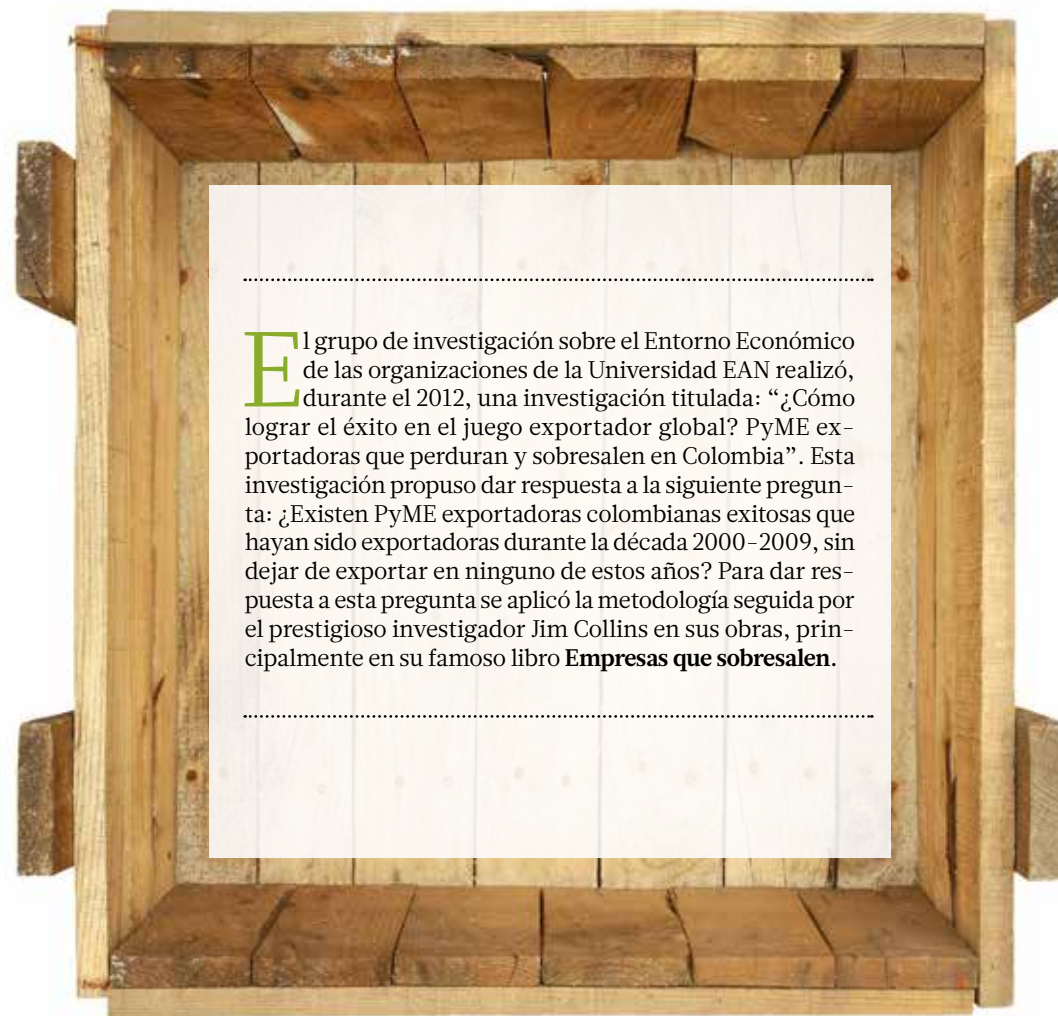 El grupo de investigación sobre el Entorno Económico
de las organizaciones de la Universidad EAN realizó,
durante el 2012, una investigación titulada: “¿Cómo
lograr el éxito en el juego exportador global? PyME ex-
portadoras que perduran y sobresalen en Colombia”. Esta
investigación propuso dar respuesta a la siguiente pregun-
ta: ¿Existen PyME exportadoras colombianas exitosas que
hayan sido exportadoras durante la década 2000-2009, sin
dejar de exportar en ninguno de estos años? Para dar res-
puesta a esta pregunta se aplicó la metodología seguida por
el prestigioso investigador Jim Collins en sus obras, prin-
cipalmente en su famoso libro Empresas que sobresalen.